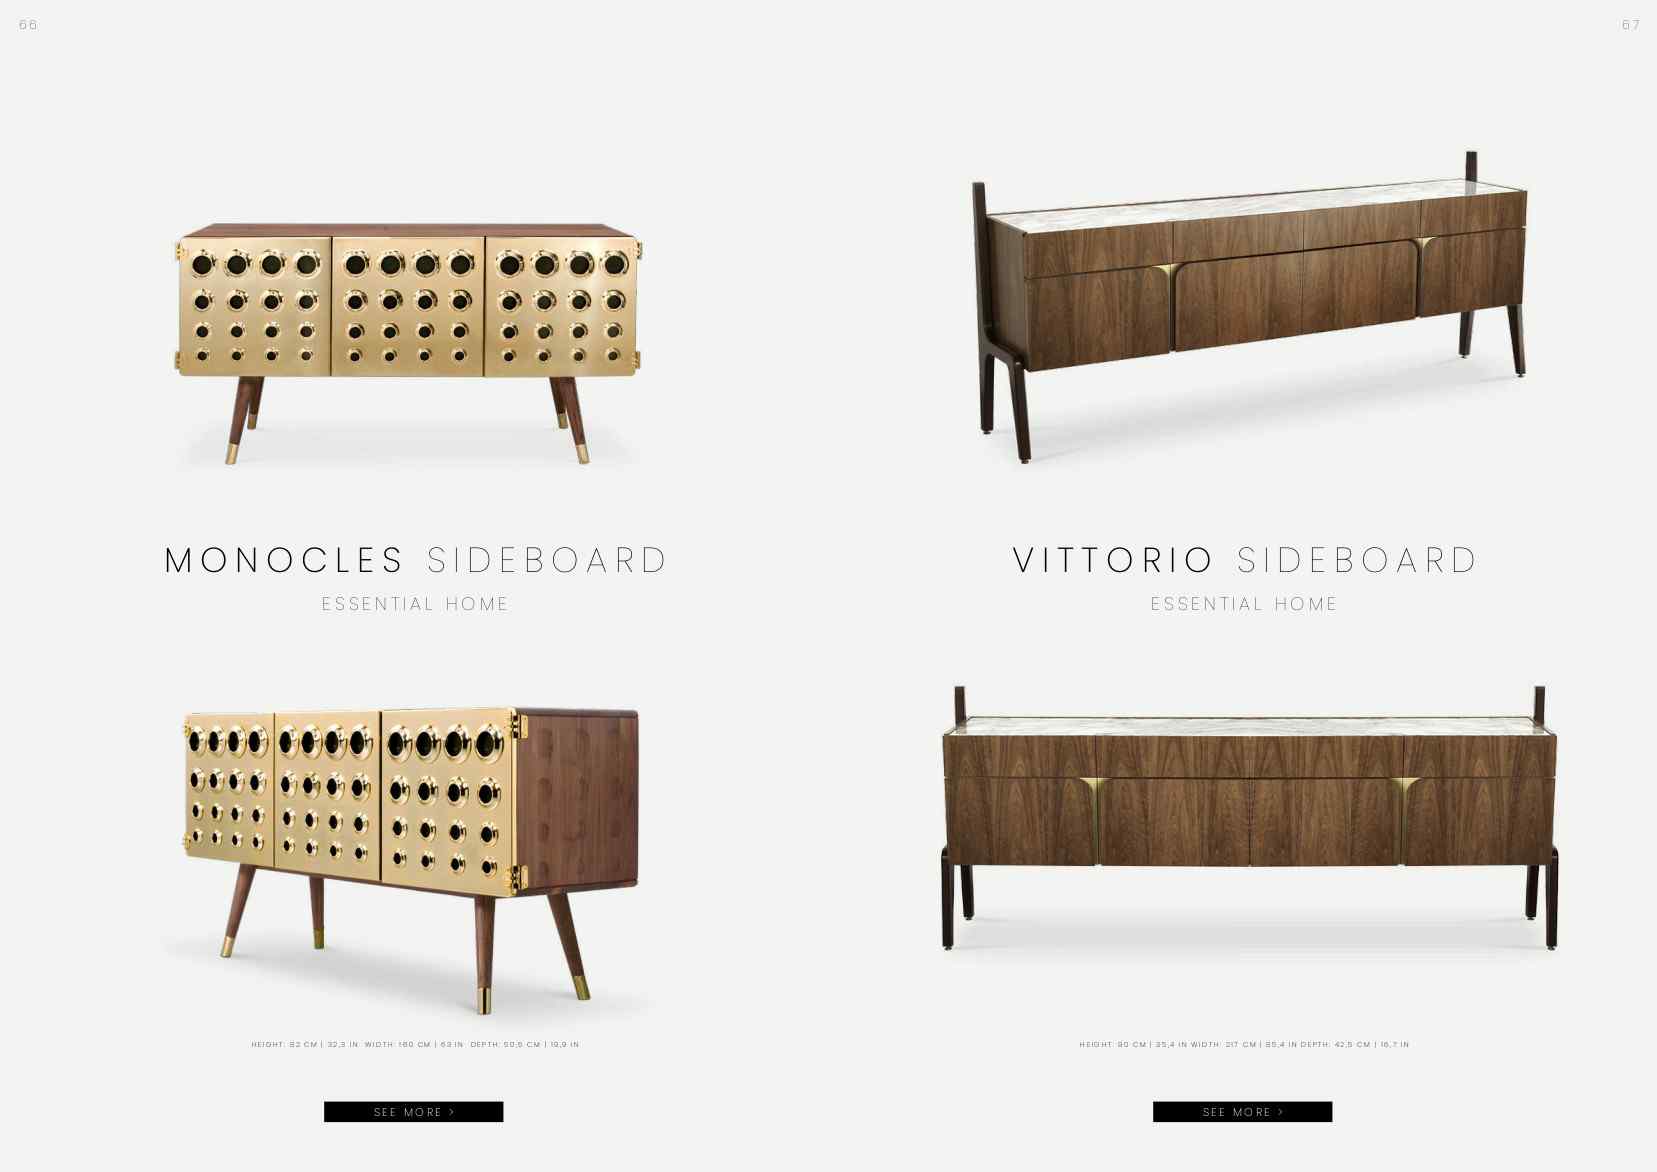 66
67
MONOCLES SIDEBOARD
ESSENTIAL HOME
HEIGHT: 82 CM | 32,3 IN WIDTH: 160 CM | 63 IN DEPTH: 50,5 CM | 19,9 IN
SEE MORE >
VITTORIO SIDEBOARD
ESSENTIAL HOME
HEIGHT: 90 CM | 35,4 IN WIDTH: 217 CM | 85,4 IN DEPTH: 42,5 CM | 16,7 IN
SEE MORE >